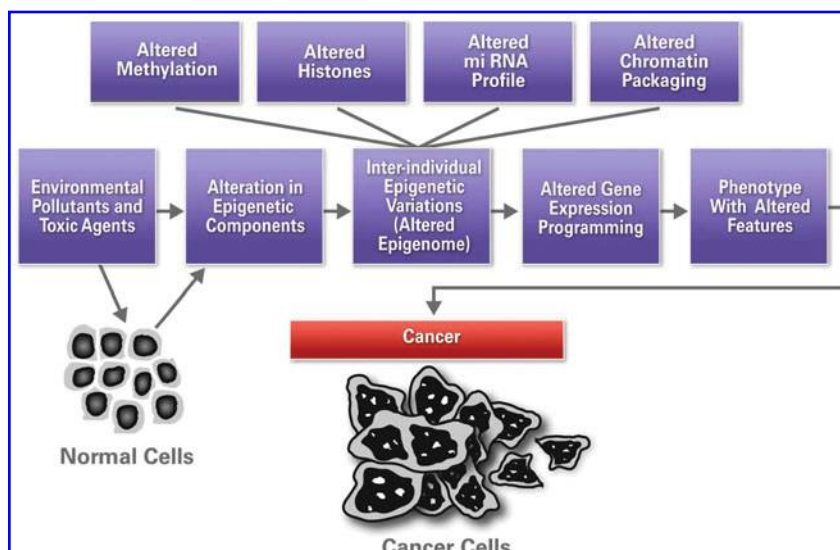 Altered
Methylation
Altered
Histones
Altered
mi RNA
Profile
Altered
Chromatin
Packaging
Environmental
Pollutants and
Toxic Agents
Alteration in
Epigenetic
Components
Inter-individual
Epigenetic
Variations
(Altered
Epigenome)
Altered Gene
Expression
Programming
Phenotype
With Altered
Features
Cancer
Normal Cells
Cancer Cells